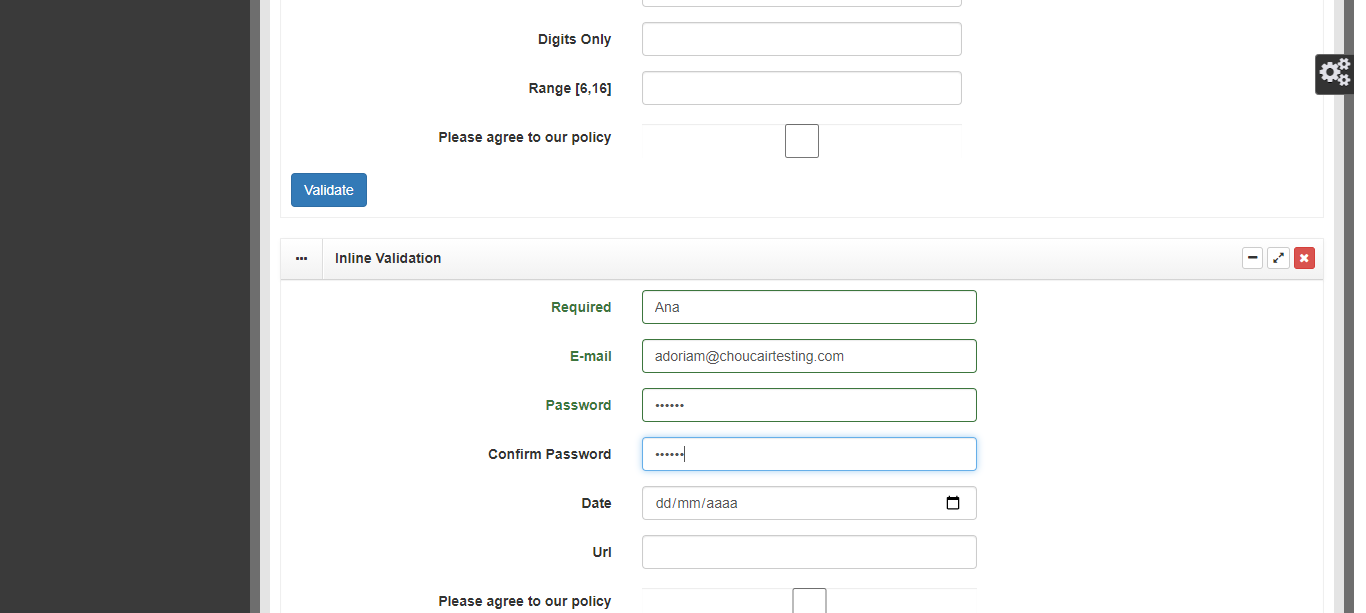 Digits Only
Range [6,16]
Please agree to our policy
Validate
Inline Validation
Required Ana
E-mail adoriam@choucairtesting.com
Password ••••••
Confirm Password ••••••
Date dd/mm/aaaa
Url
Please agree to our policy